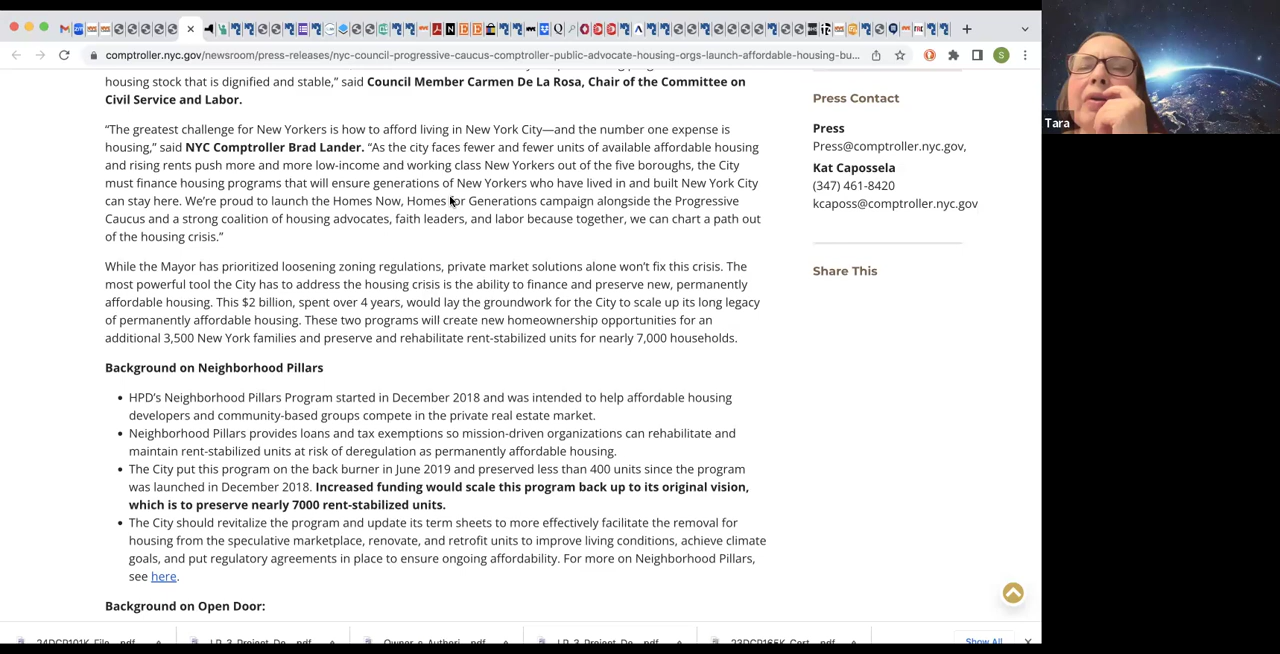 comptroller.nyc.gov/newsroom/press-releases/nyc-council-progressive-caucus-comptroller-public-advocate-housing-orgs-launch-affordable-housing-bu...
S
housing stock that is dignified and stable,” said Council Member Carmen De La Rosa, Chair of the Committee on
Civil Service and Labor.
“The greatest challenge for New Yorkers is how to afford living in New York City—and the number one expense is
housing,” said NYC Comptroller Brad Lander. “As the city faces fewer and fewer units of available affordable housing
and rising rents push more and more low-income and working class New Yorkers out of the five boroughs, the City
must finance housing programs that will ensure generations of New Yorkers who have lived in and built New York City
can stay here. We’re proud to launch the Homes Now, Homes for Generations campaign alongside the Progressive
Caucus and a strong coalition of housing advocates, faith leaders, and labor because together, we can chart a path out
of the housing crisis.”
While the Mayor has prioritized loosening zoning regulations, private market solutions alone won’t fix this crisis. The
most powerful tool the City has to address the housing crisis is the ability to finance and preserve new, permanently
affordable housing. This $2 billion, spent over 4 years, would lay the groundwork for the City to scale up its long legacy
of permanently affordable housing. These two programs will create new homeownership opportunities for an
additional 3,500 New York families and preserve and rehabilitate rent-stabilized units for nearly 7,000 households.
Background on Neighborhood Pillars
HPD’s Neighborhood Pillars Program started in December 2018 and was intended to help affordable housing
developers and community-based groups compete in the private real estate market.
Neighborhood Pillars provides loans and tax exemptions so mission-driven organizations can rehabilitate and
maintain rent-stabilized units at risk of deregulation as permanently affordable housing.
The City put this program on the back burner in June 2019 and preserved less than 400 units since the program
was launched in December 2018. Increased funding would scale this program back up to its original vision,
which is to preserve nearly 7000 rent-stabilized units.
The City should revitalize the program and update its term sheets to more effectively facilitate the removal for
housing from the speculative marketplace, renovate, and retrofit units to improve living conditions, achieve climate
goals, and put regulatory agreements in place to ensure ongoing affordability. For more on Neighborhood Pillars,
see here.
Background on Open Door:
Press Contact
Press
Press@comptroller.nyc.gov,
Kat Capossela
(347) 461-8420
kcaposs@comptroller.nyc.gov
Share This
Tara
Show All